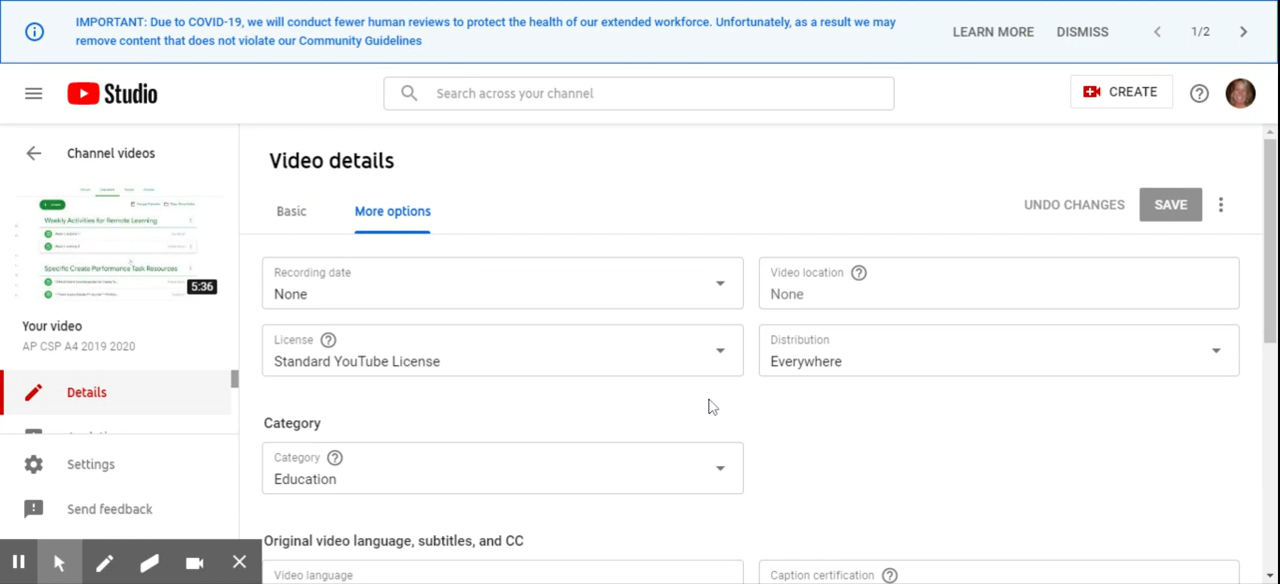 IMPORTANT: Due to COVID-19, we will conduct fewer human reviews to protect the health of our extended workforce. Unfortunately, as a result we may
remove content that does not violate our Community Guidelines
LEARN MORE
DISMISS
1/2
Studio
Search across your channel
CREATE
Channel videos
Weekly Activities for Remote Learning
Specific Create Performance Task Resources
5:36
Your video
AP CSP A4 2019 2020
Details
Settings
Send feedback
Video details
Basic
More options
UNDO CHANGES
SAVE
Recording date
None
Video location
None
License
Standard YouTube License
Distribution
Everywhere
Category
Category
Education
Original video language, subtitles, and CC
Video language
Caption certification